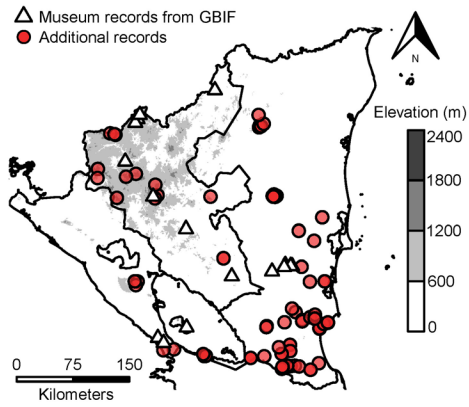 Museum records from GBIF
Additional records
N
Elevation (m)
2400
1800
1200
600
0
0 75 150
Kilometers